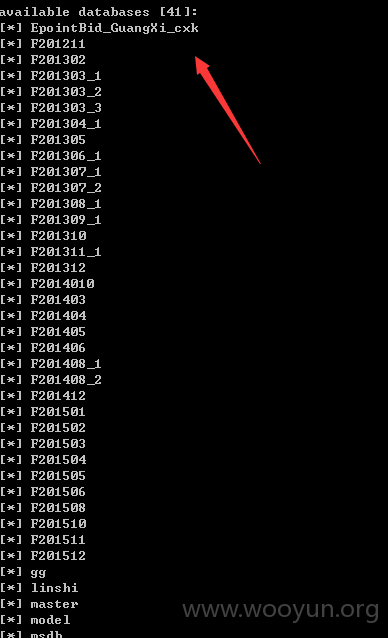 available databases [41]:
[*] EpointBid_GuangXi_cxk
[*] F201211
[*] F201302
[*] F201303_1
[*] F201303_2
[*] F201303_3
[*] F201304_1
[*] F201305
[*] F201306_1
[*] F201307_1
[*] F201307_2
[*] F201308_1
[*] F201309_1
[*] F201310
[*] F201311_1
[*] F201312
[*] F2014010
[*] F201403
[*] F201404
[*] F201405
[*] F201406
[*] F201408_1
[*] F201408_2
[*] F201412
[*] F201501
[*] F201502
[*] F201503
[*] F201504
[*] F201505
[*] F201506
[*] F201508
[*] F201510
[*] F201511
[*] F201512
[*] gg
[*] linshi
[*] master
[*] model
[*] msdb
www.wooyun.org